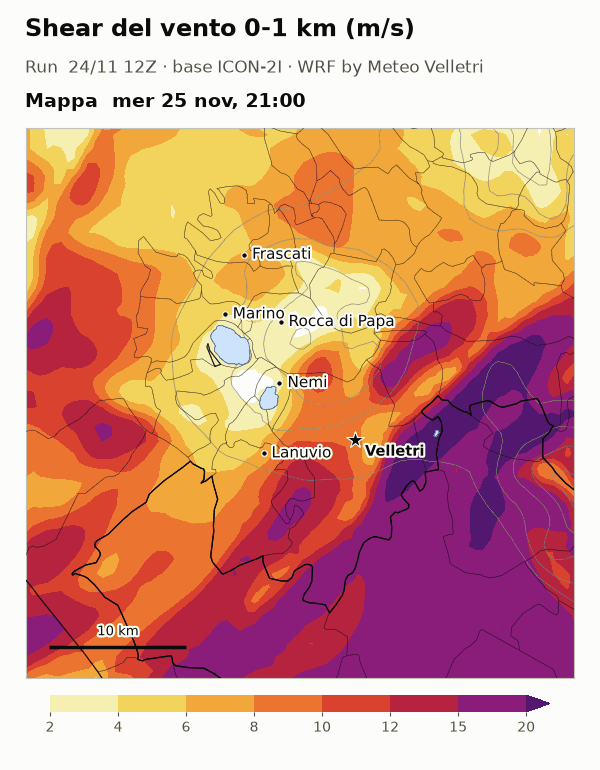 Shear del vento 0-1 km (m/s)
Run 24/11 12Z · base ICON-2I · WRF by Meteo Velletri
Mappa mer 25 nov, 21:00
Frascati
Marino
Rocca di Papa
Nemi
Velletri
Lanuvio
10 km
2 4 6 8 10 12 15 20